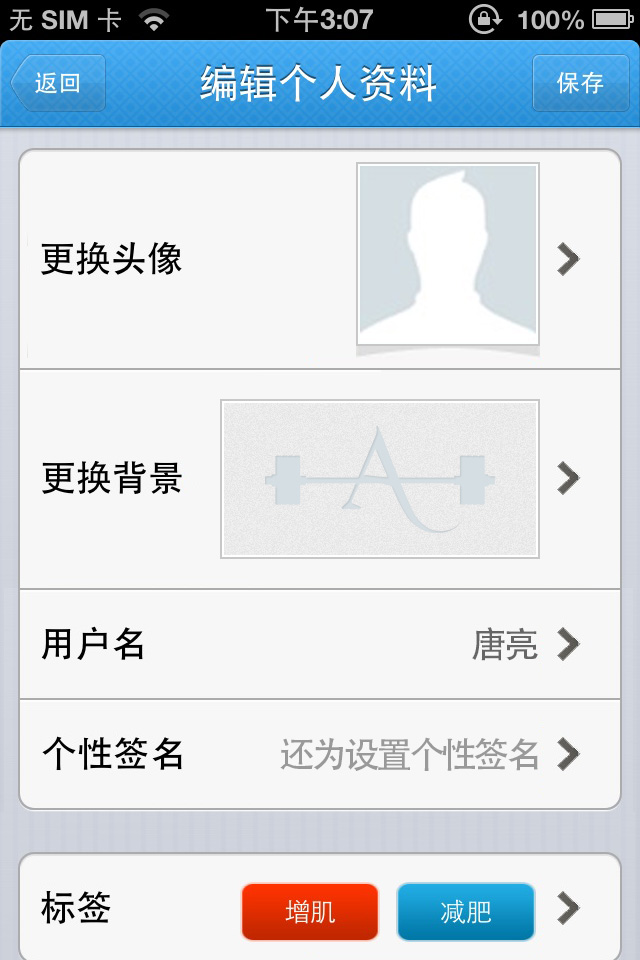 无 SIM 卡 下午3:07 100%
返回 编辑个人资料 保存
更换头像
更换背景
用户名 唐亮
个性签名 还为设置个性签名
标签 增肌 减肥